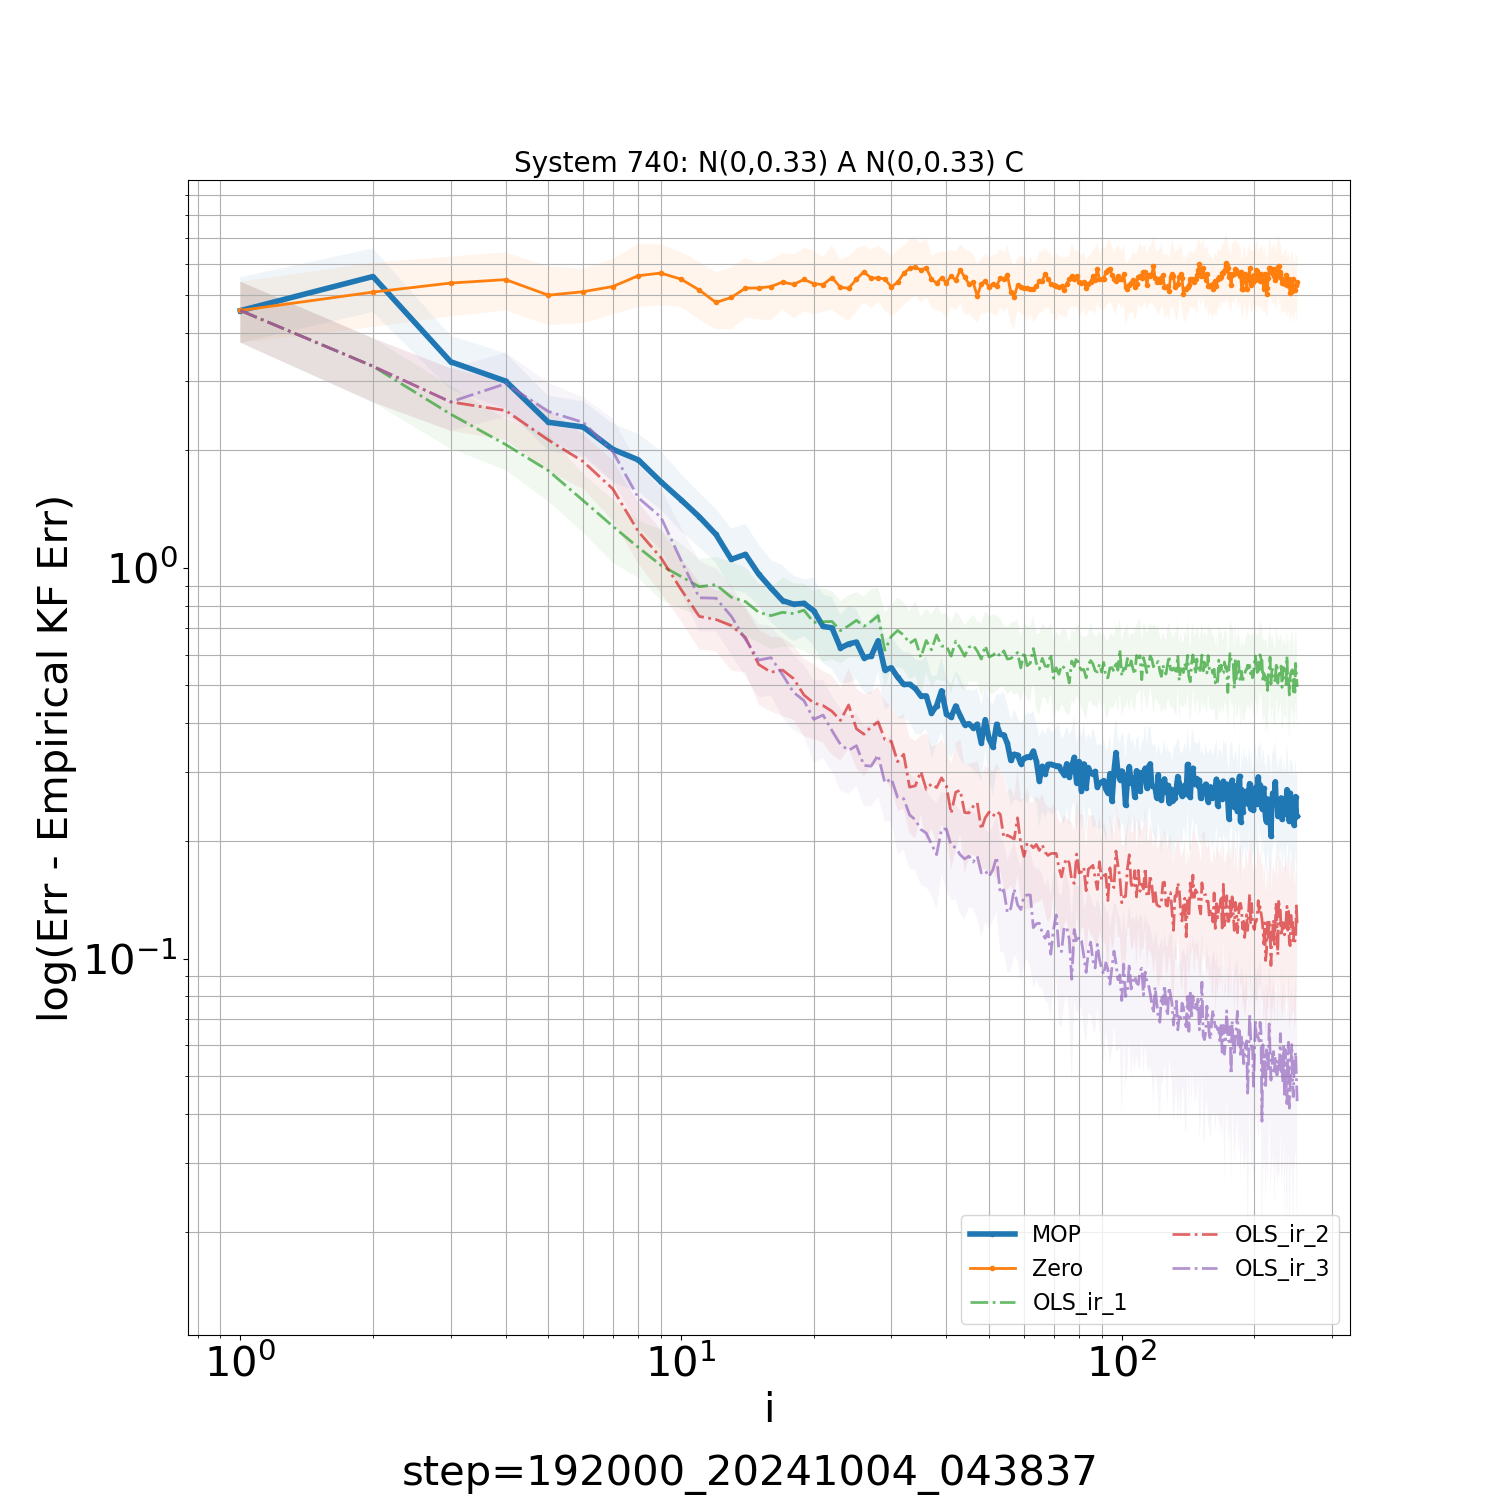 System 740: N(0,0.33) A N(0,0.33) C
log(Err - Empirical KF Err)
10⁰
10⁻¹
10⁰ 10¹ 10²
i
MOP
Zero
OLS_ir_1
OLS_ir_2
OLS_ir_3
step=192000_20241004_043837